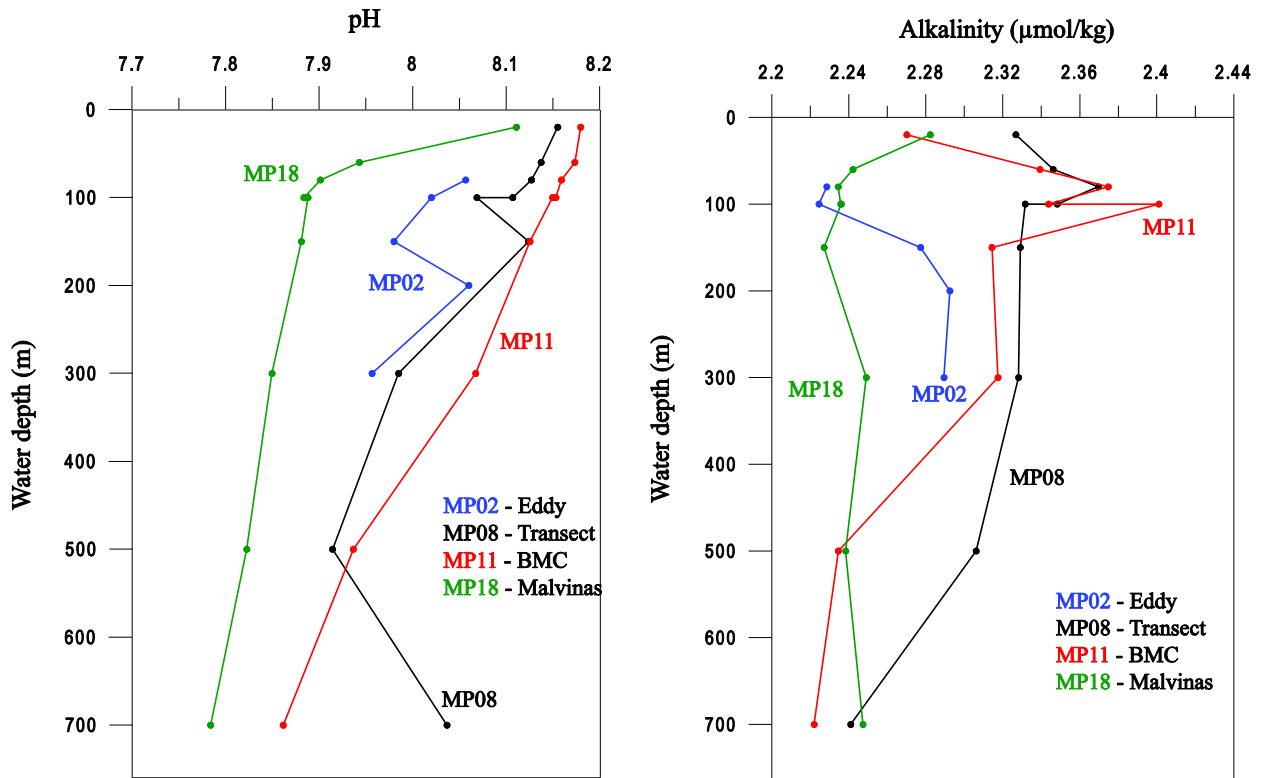 pH
7.7 7.8 7.9 8 8.1 8.2
0
100
200
300
400
500
600
700
Water depth (m)
MP18
MP02
MP11
MP02 - Eddy
MP08 - Transect
MP11 - BMC
MP18 - Malvinas
MP08
Alkalinity (µmol/kg)
2.2 2.24 2.28 2.32 2.36 2.4 2.44
0
100
200
300
400
500
600
700
Water depth (m)
MP11
MP18
MP02
MP08
MP02 - Eddy
MP08 - Transect
MP11 - BMC
MP18 - Malvinas